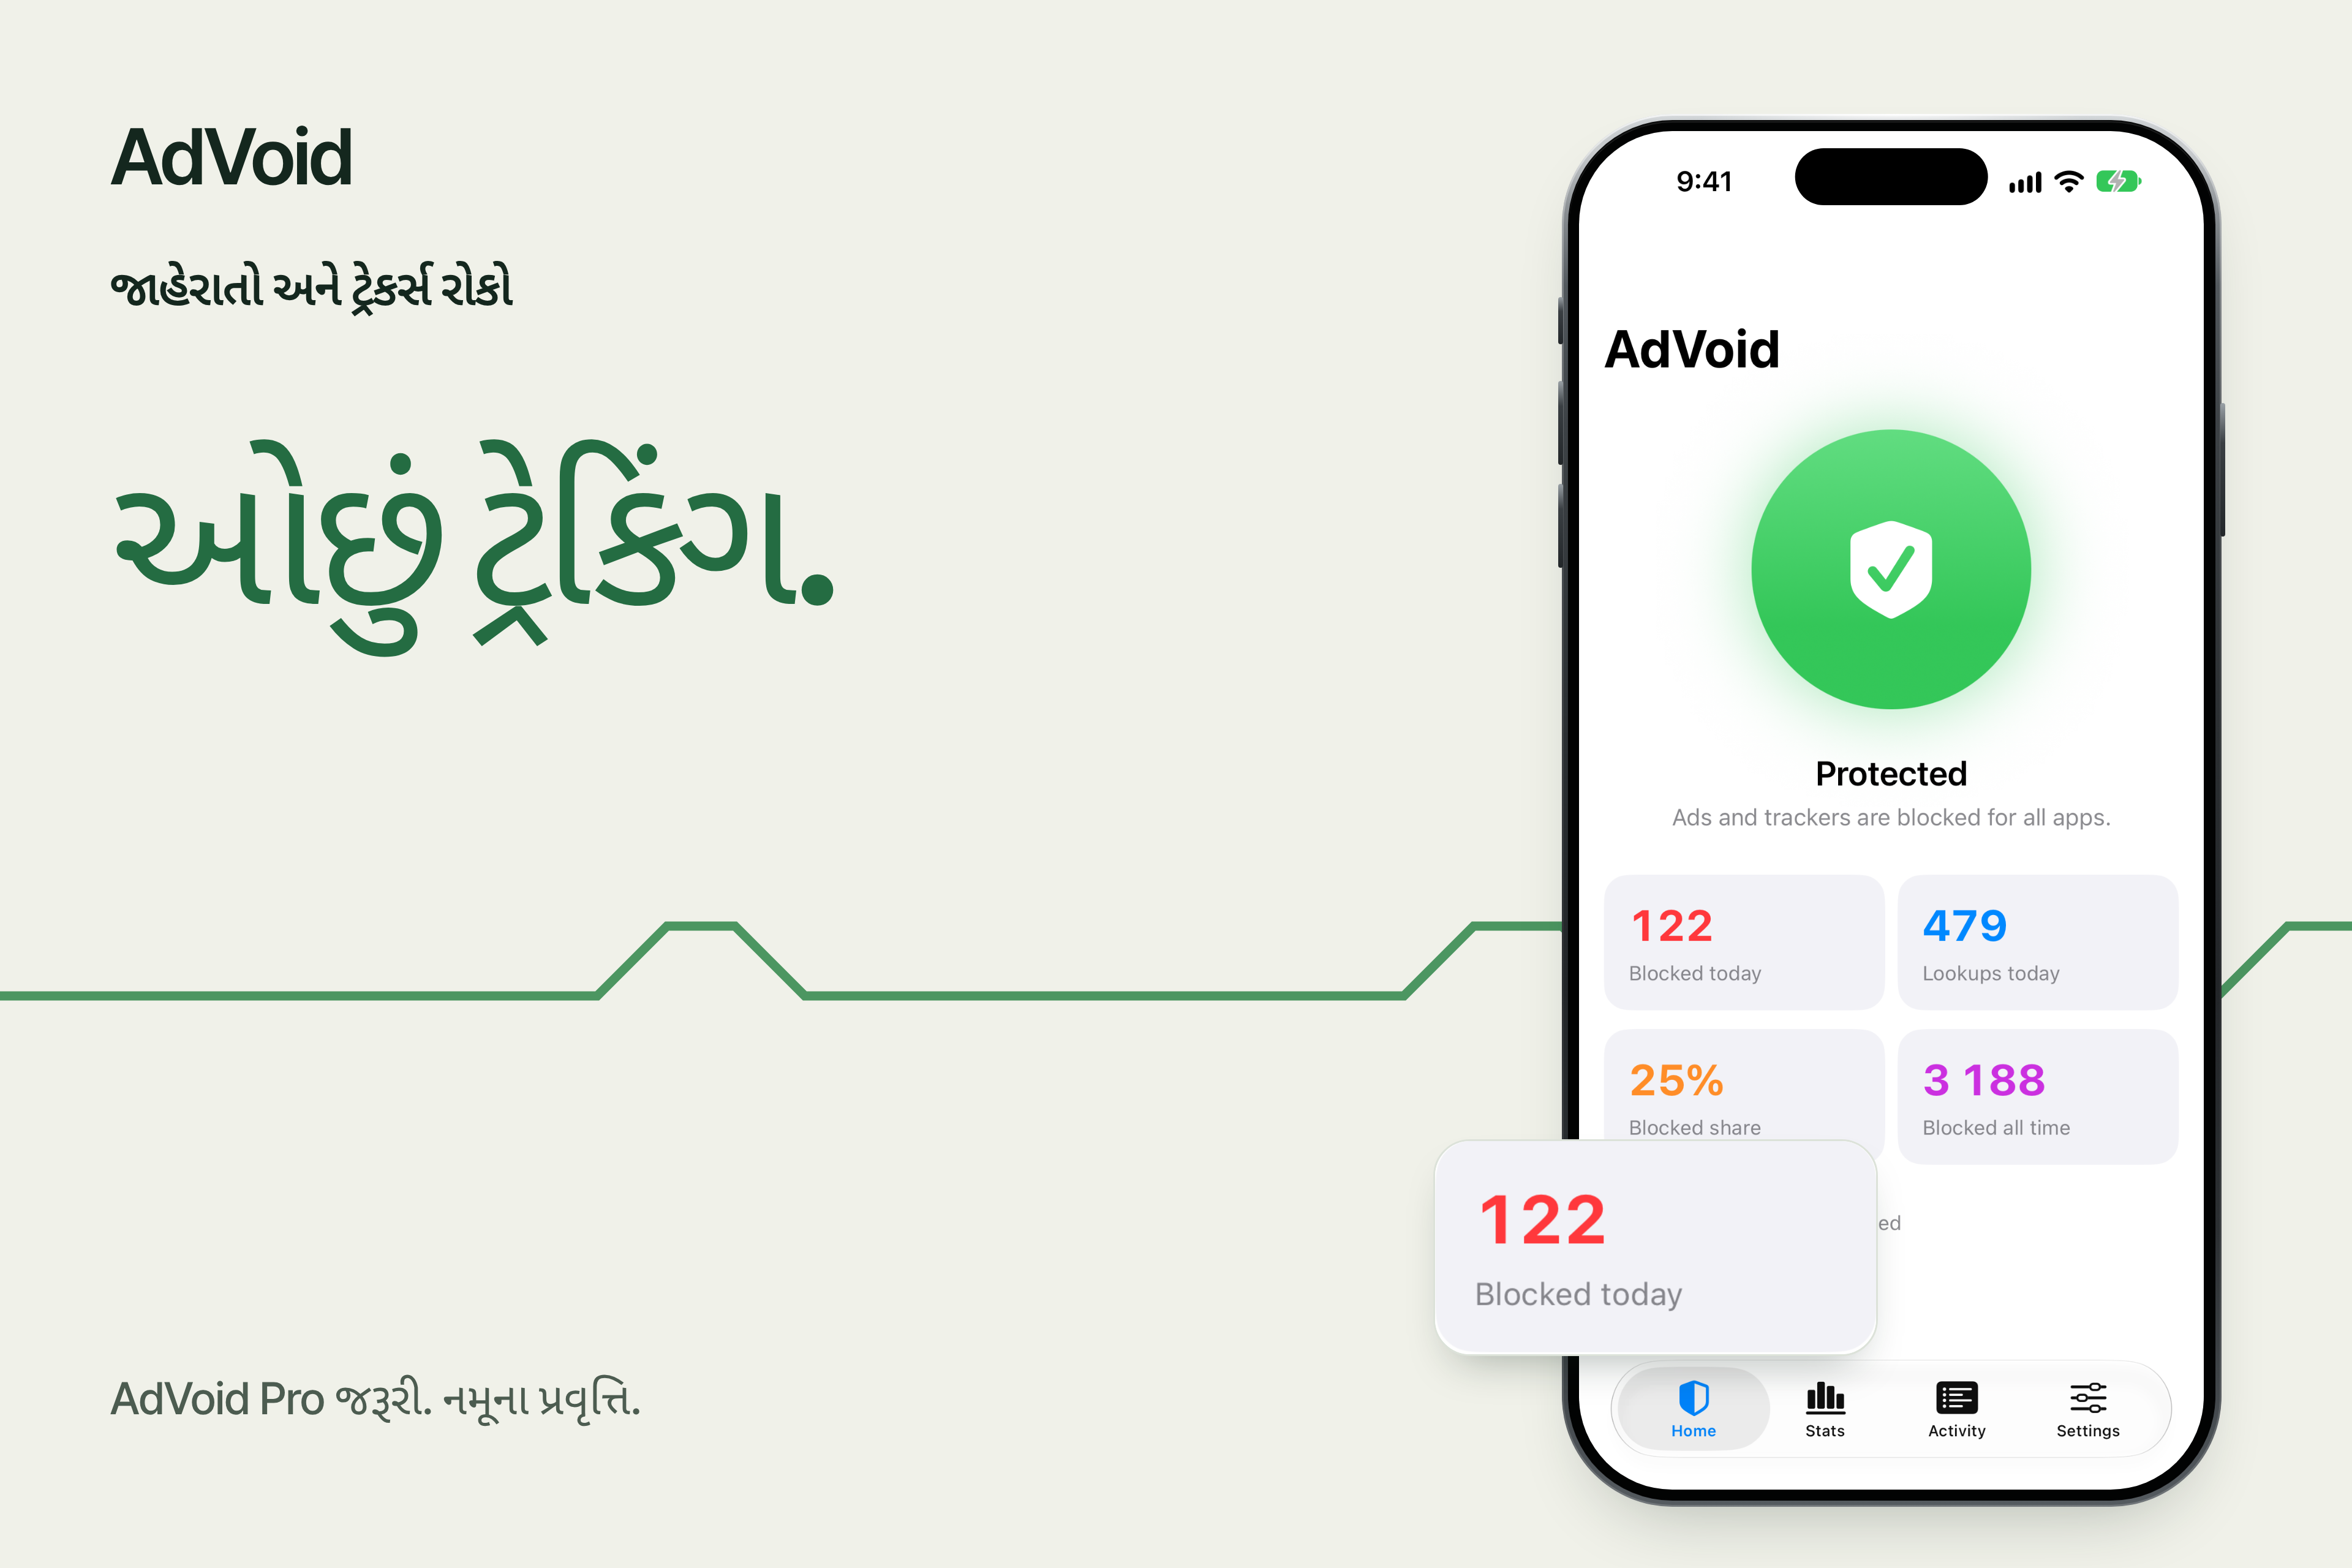 AdVoid
જાહેરાતો અને ટ્રેકર્સ રોકો
ઓછું ટ્રેકિંગ.
AdVoid Pro જરૂરી. નમૂના પ્રવૃત્તિ.
9:41
AdVoid
Protected
Ads and trackers are blocked for all apps.
122
Blocked today
479
Lookups today
25%
Blocked share
3 188
Blocked all time
122
Blocked today
Home
Stats
Activity
Settings